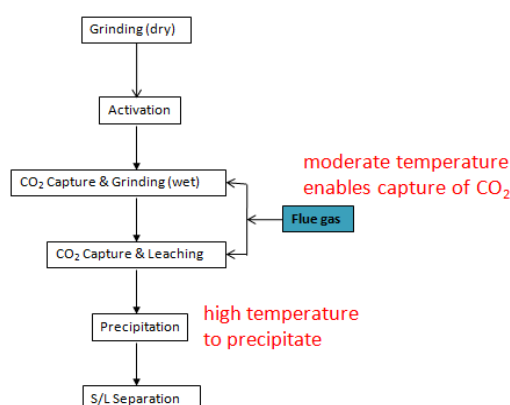 Grinding (dry)
Activation
moderate temperature
enables capture of CO₂
CO₂ Capture & Grinding (wet)
Flue gas
CO₂ Capture & Leaching
high temperature
to precipitate
Precipitation
S/L Separation